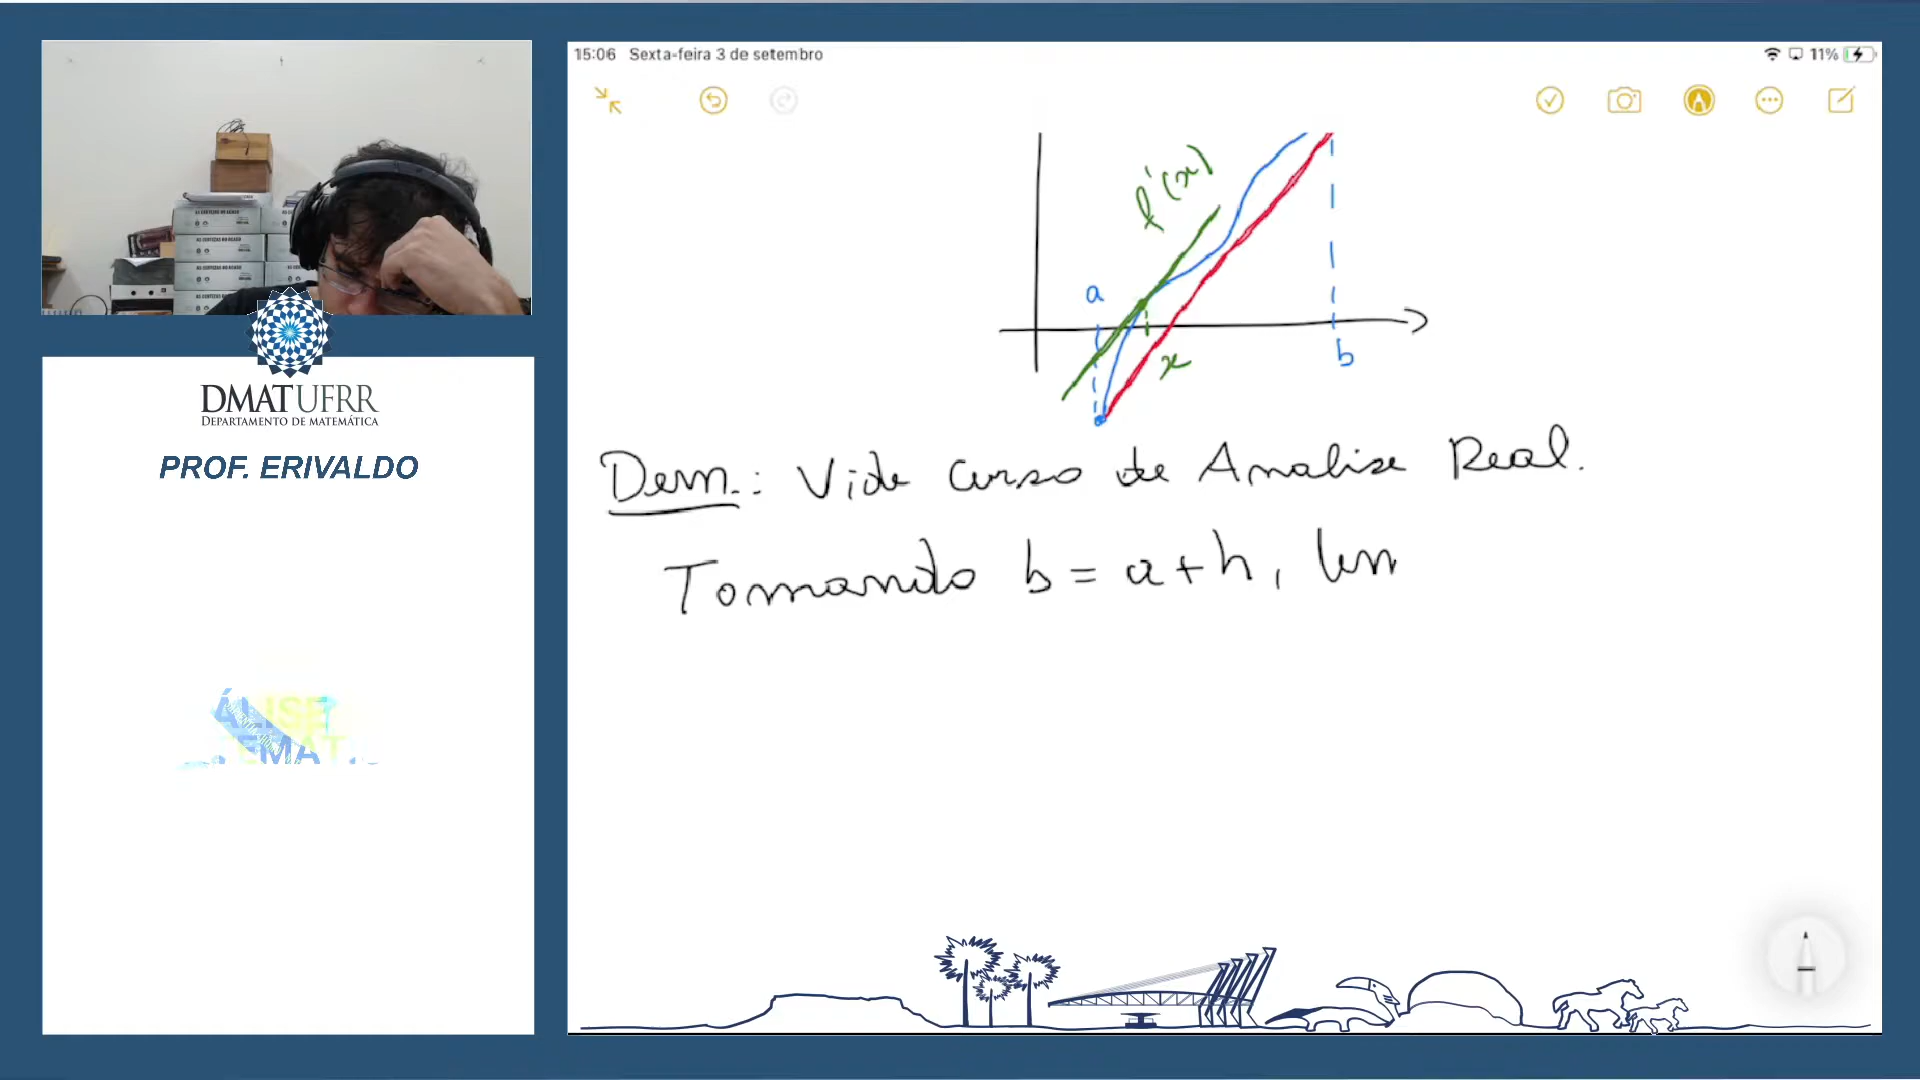 15:06 Sexta-feira 3 de setembro
11%
f'(x)
a
x
b
Dem.: Vide Curso de Analise Real.
Tomando b = a + h, tem
DMATUFRR
DEPARTAMENTO DE MATEMÁTICA
PROF. ERIVALDO